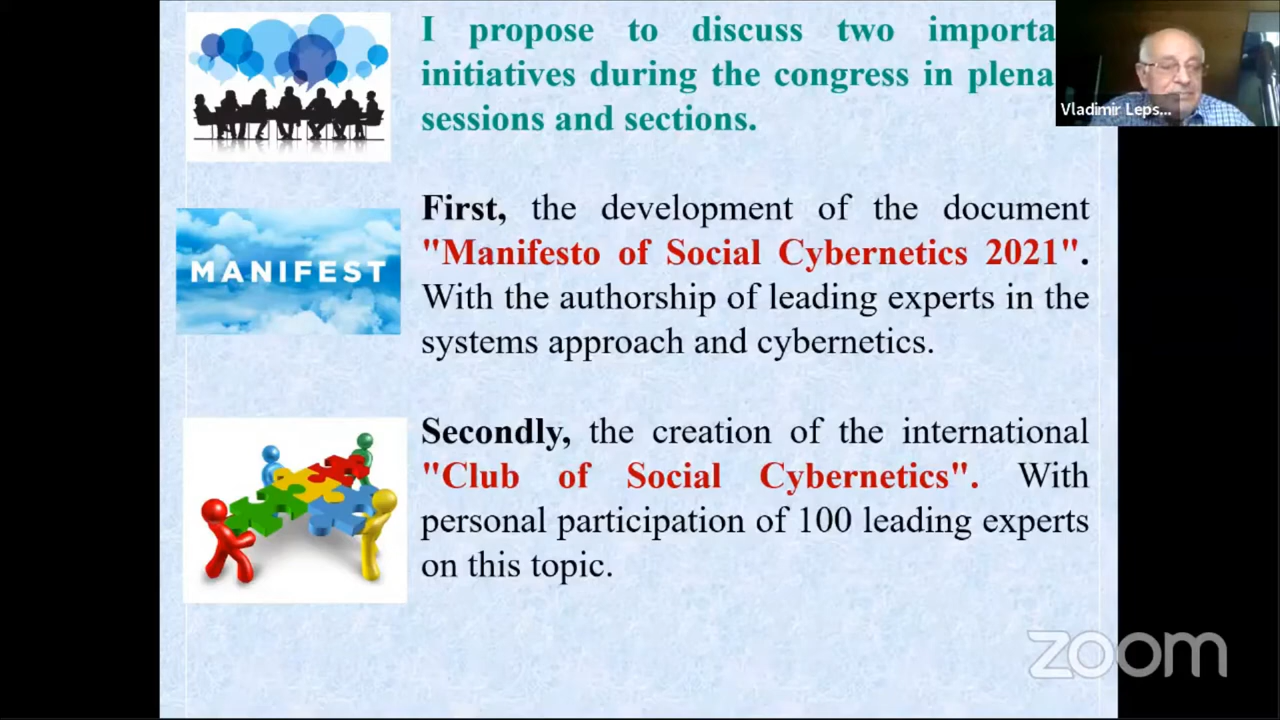 I propose to discuss two importa
initiatives during the congress in plena
sessions and sections.
Vladimir Leps...
First, the development of the document
"Manifesto of Social Cybernetics 2021".
With the authorship of leading experts in the
systems approach and cybernetics.
MANIFEST
Secondly, the creation of the international
"Club of Social Cybernetics". With
personal participation of 100 leading experts
on this topic.
zoom